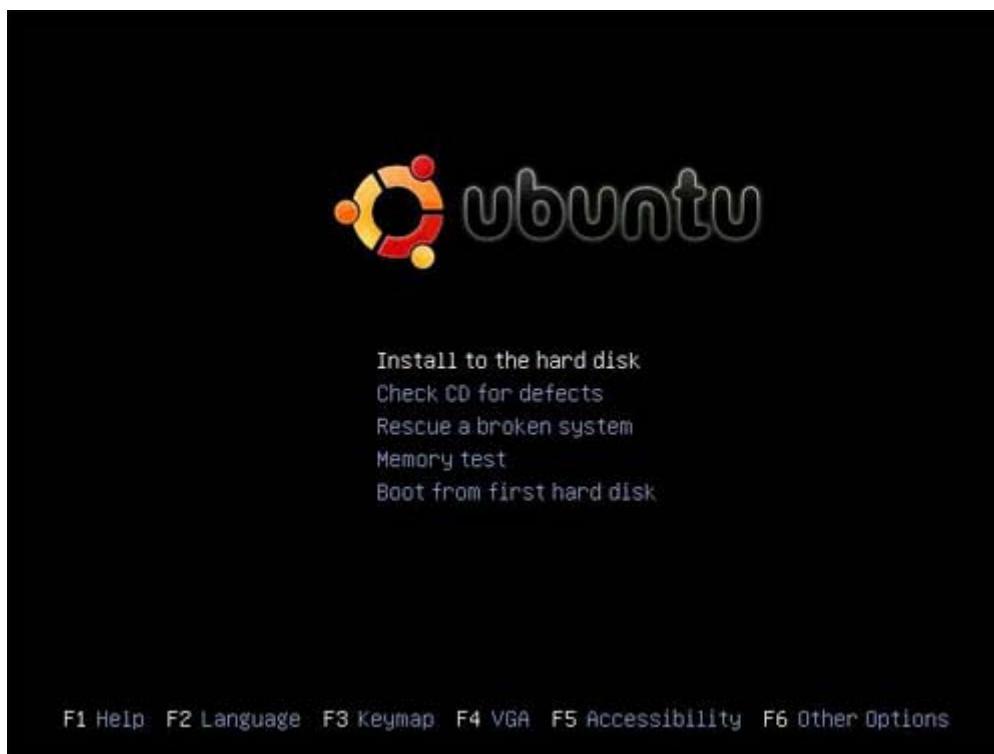 ubuntu
Install to the hard disk
Check CD for defects
Rescue a broken system
Memory test
Boot from first hard disk
F1 Help F2 Language F3 Keymap F4 VGA F5 Accessibility F6 Other Options